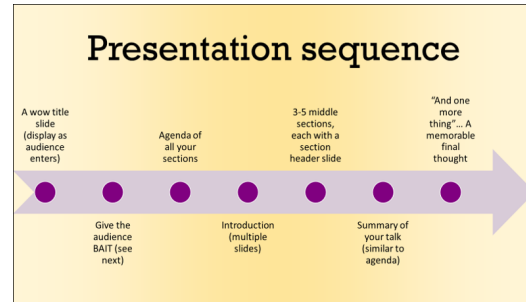 Presentation sequence
A wow title
slide
(display as
audience
enters)
Give the
audience
BAIT (see
next)
Agenda of
all your
sections
Introduction
(multiple
slides)
3-5 middle
sections,
each with a
section
header slide
Summary of
your talk
(similar to
agenda)
“And one
more
thing”... A
memorable
final
thought